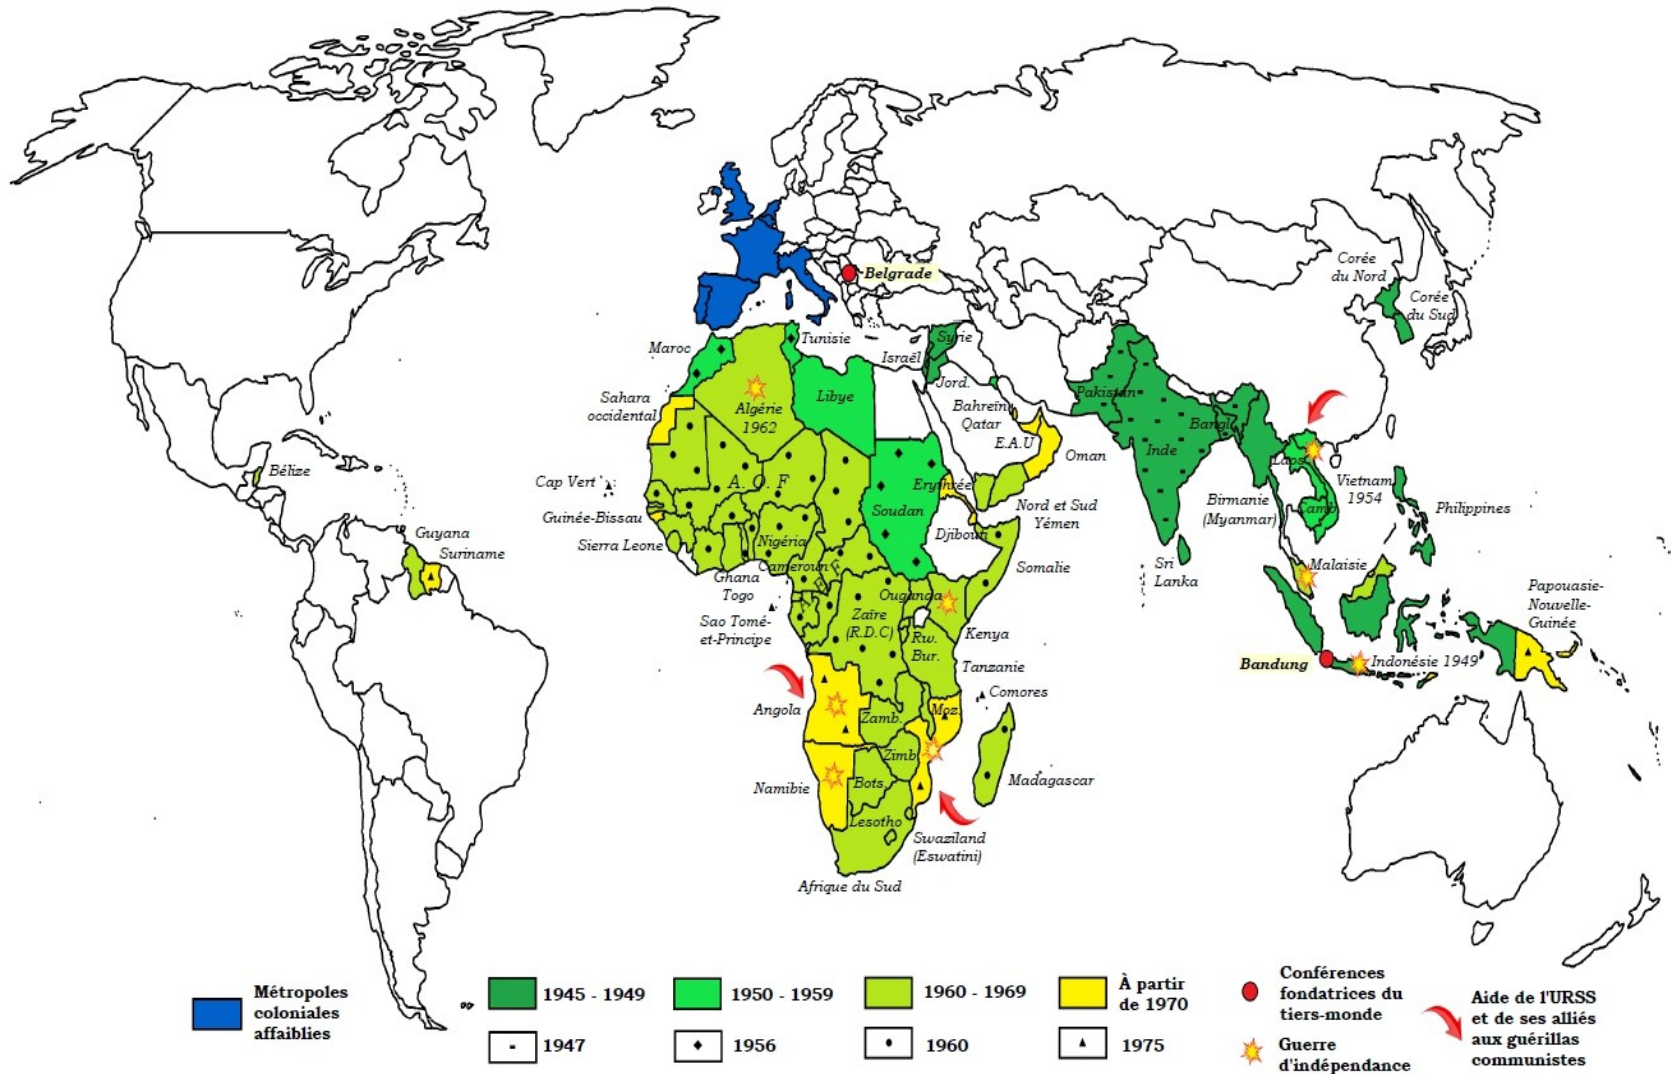 Belgrade
Corée
du Nord
Corée
du Sud
Maroc
Tunisie
Syrie
Israël
Jord.
Sahara
occidental
Algérie
1962
Libye
Bahreïn
Qatar
E.A.U
Oman
Pakistan
Inde
Bangl.
Laos
Bélize
Cap Vert
A. O. F
Erythrée
Soudan
Nord et Sud
Yémen
Birmanie
(Myanmar)
Vietnam
1954
Camb.
Philippines
Guinée-Bissau
Sierra Leone
Nigéria
Djibouti
Guyana
Suriname
Ghana
Togo
Cameroun
A. E. F
Somalie
Sri
Lanka
Malaisie
Ouganda
Sao Tomé-
et-Principe
Zaïre
(R.D.C)
Rw.
Bur.
Kenya
Papouasie-
Nouvelle-
Guinée
Tanzanie
Bandung
Indonésie 1949
Comores
Angola
Zamb.
Moz.
Zimb.
Namibie
Bots.
Madagascar
Lesotho
Swaziland
(Eswatini)
Afrique du Sud
Métropoles
coloniales
affaiblies
1945 - 1949
1950 - 1959
1960 - 1969
À partir
de 1970
1947
1956
1960
1975
Conférences
fondatrices du
tiers-monde
Guerre
d'indépendance
Aide de l'URSS
et de ses alliés
aux guérillas
communistes